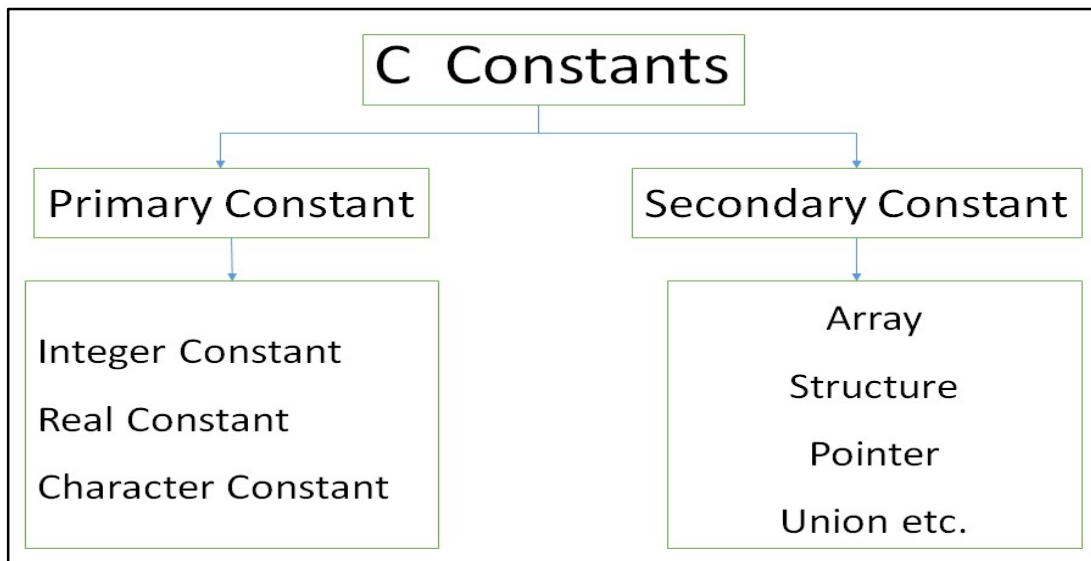 C Constants
Primary Constant
Secondary Constant
Integer Constant
Real Constant
Character Constant
Array
Structure
Pointer
Union etc.